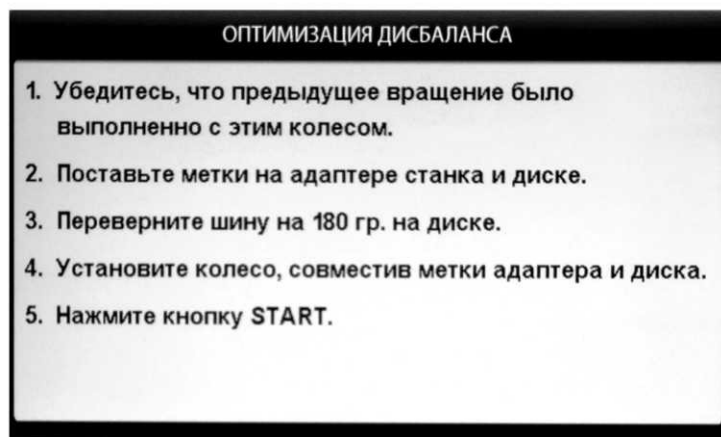 ОПТИМИЗАЦИЯ ДИСБАЛАНСА
1. Убедитесь, что предыдущее вращение было
выполненно с этим колесом.
2. Поставьте метки на адаптере станка и диске.
3. Переверните шину на 180 гр. на диске.
4. Установите колесо, совместив метки адаптера и диска.
5. Нажмите кнопку START.